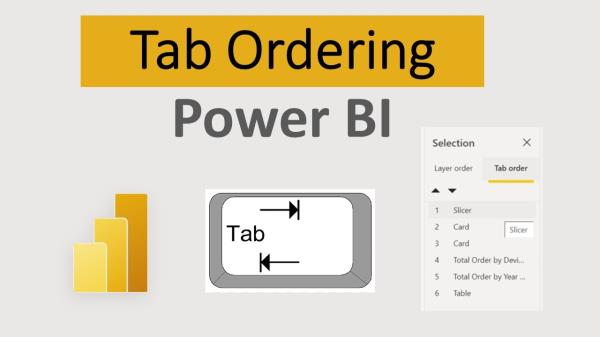 Tab Ordering
Power BI
Tab
Selection
Layer order Tab order
1 Slicer
2 Card
Slicer
3 Card
4 Total Order by Devi...
5 Total Order by Year ...
6 Table